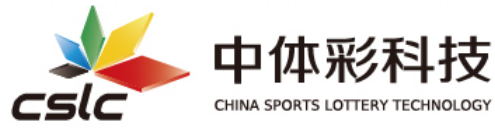 cslc
中体彩科技
CHINA SPORTS LOTTERY TECHNOLOGY